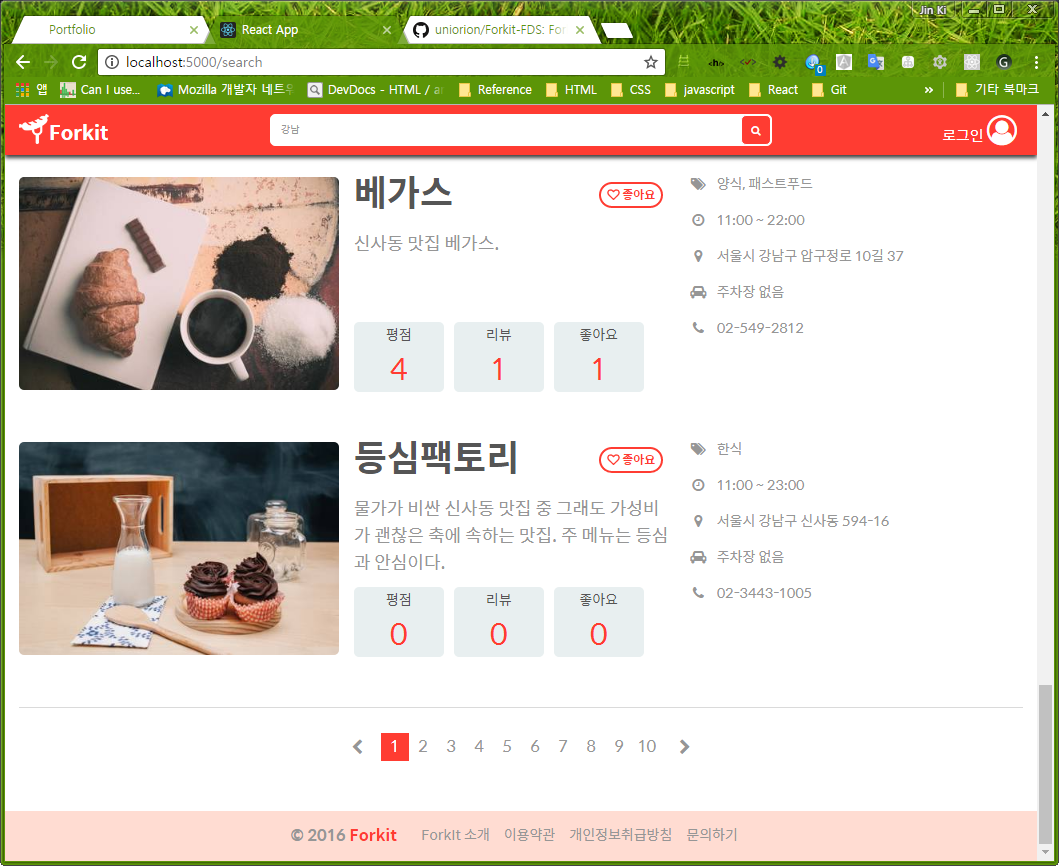 Jin Ki
Portfolio
React App
uniorion/Forkit-FDS: For
localhost:5000/search
앱
Can I use...
Mozilla 개발자 네트우
DevDocs - HTML / a
Reference
HTML
CSS
javascript
React
Git
»
기타 북마크
Forkit
강남
로그인
베가스
좋아요
신사동 맛집 베가스.
평점
리뷰
좋아요
4
1
1
양식, 패스트푸드
11:00 ~ 22:00
서울시 강남구 압구정로 10길 37
주차장 없음
02-549-2812
등심팩토리
좋아요
물가가 비싼 신사동 맛집 중 그래도 가성비
가 괜찮은 축에 속하는 맛집. 주 메뉴는 등심
과 안심이다.
평점
리뷰
좋아요
0
0
0
한식
11:00 ~ 23:00
서울시 강남구 신사동 594-16
주차장 없음
02-3443-1005
1 2 3 4 5 6 7 8 9 10
© 2016 Forkit
Forkit 소개 이용약관 개인정보취급방침 문의하기